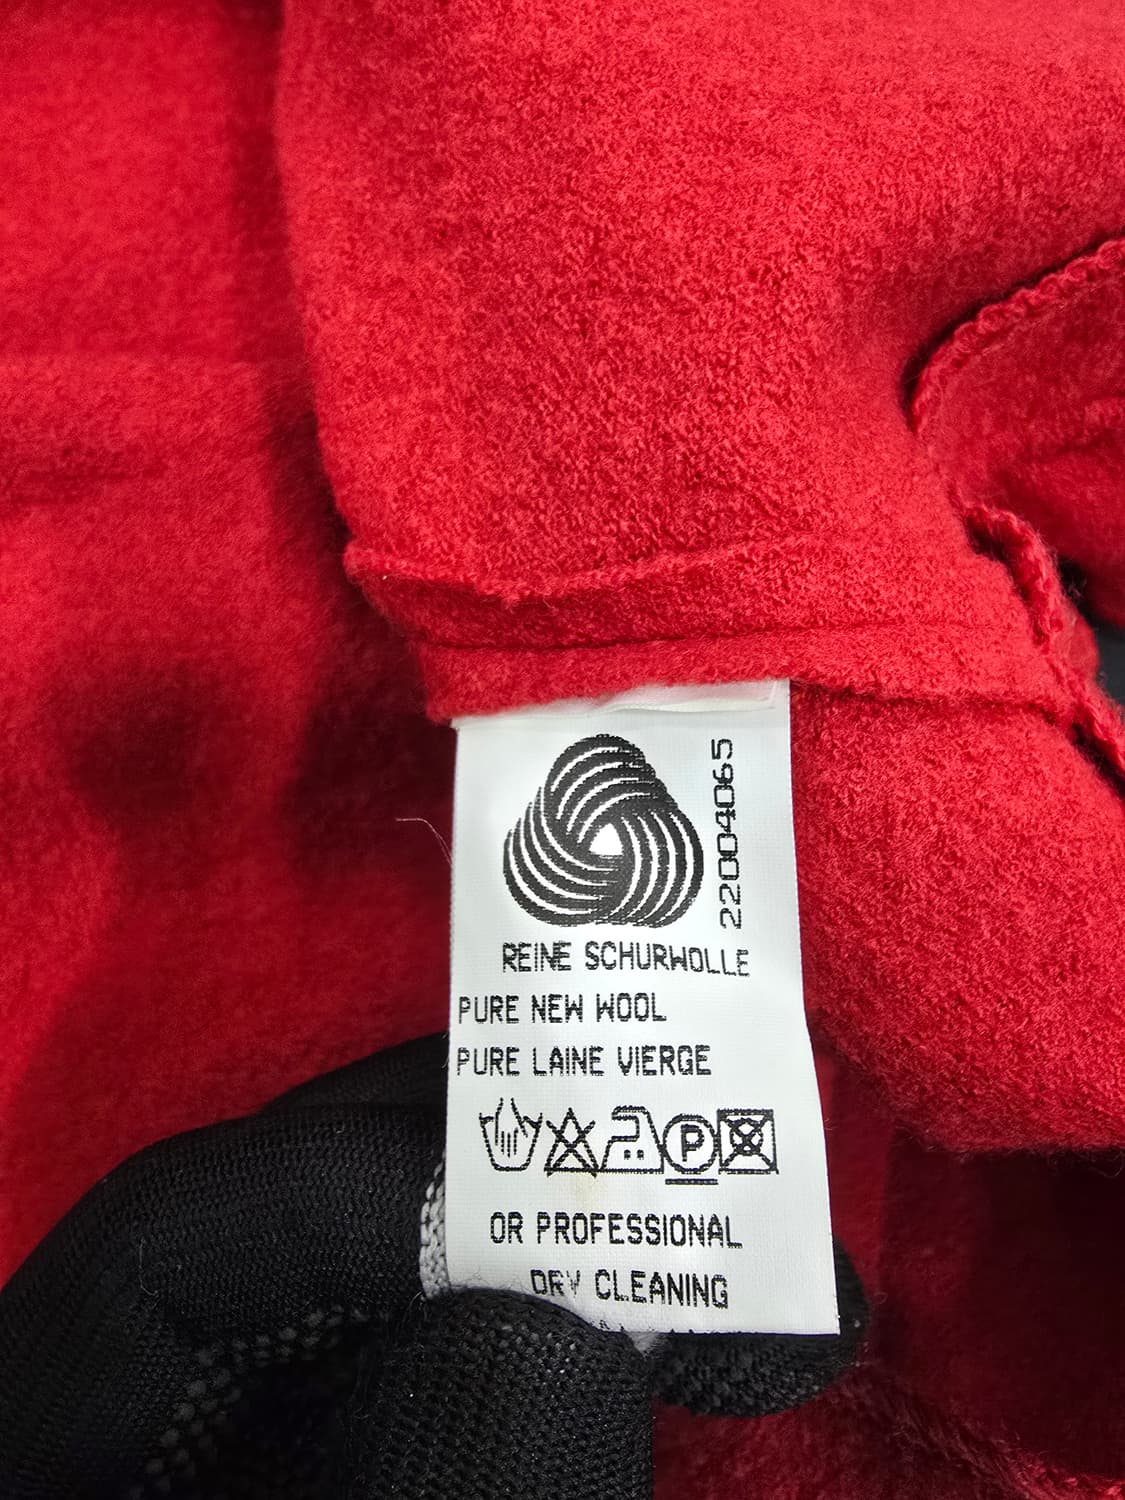 22004065
REINE SCHURWOLLE
PURE NEW WOOL
PURE LAINE VIERGE
P
OR PROFESSIONAL
DRY CLEANING